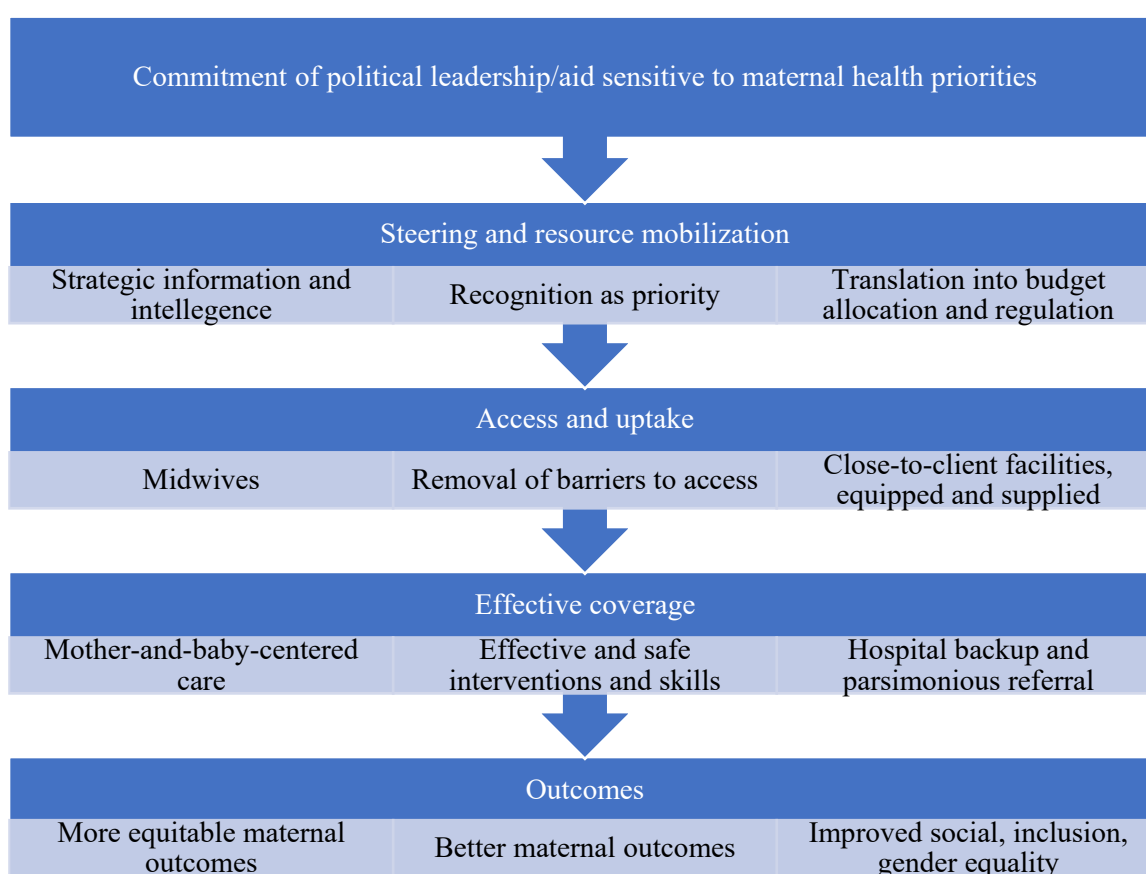 Commitment of political leadership/aid sensitive to maternal health priorities
Steering and resource mobilization
Strategic information and
intellegence
Recognition as priority
Translation into budget
allocation and regulation
Access and uptake
Midwives
Removal of barriers to access
Close-to-client facilities,
equipped and supplied
Effective coverage
Mother-and-baby-centered
care
Effective and safe
interventions and skills
Hospital backup and
parsimonious referral
Outcomes
More equitable maternal
outcomes
Better maternal outcomes
Improved social, inclusion,
gender equality